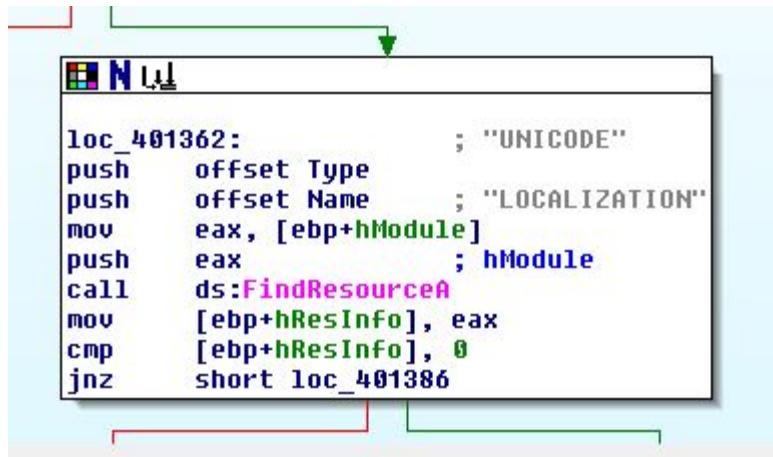 N
loc_401362: ; "UNICODE"
push offset Type
push offset Name ; "LOCALIZATION"
mov eax, [ebp+hModule]
push eax ; hModule
call ds:FindResourceA
mov [ebp+hResInfo], eax
cmp [ebp+hResInfo], 0
jnz short loc_401386